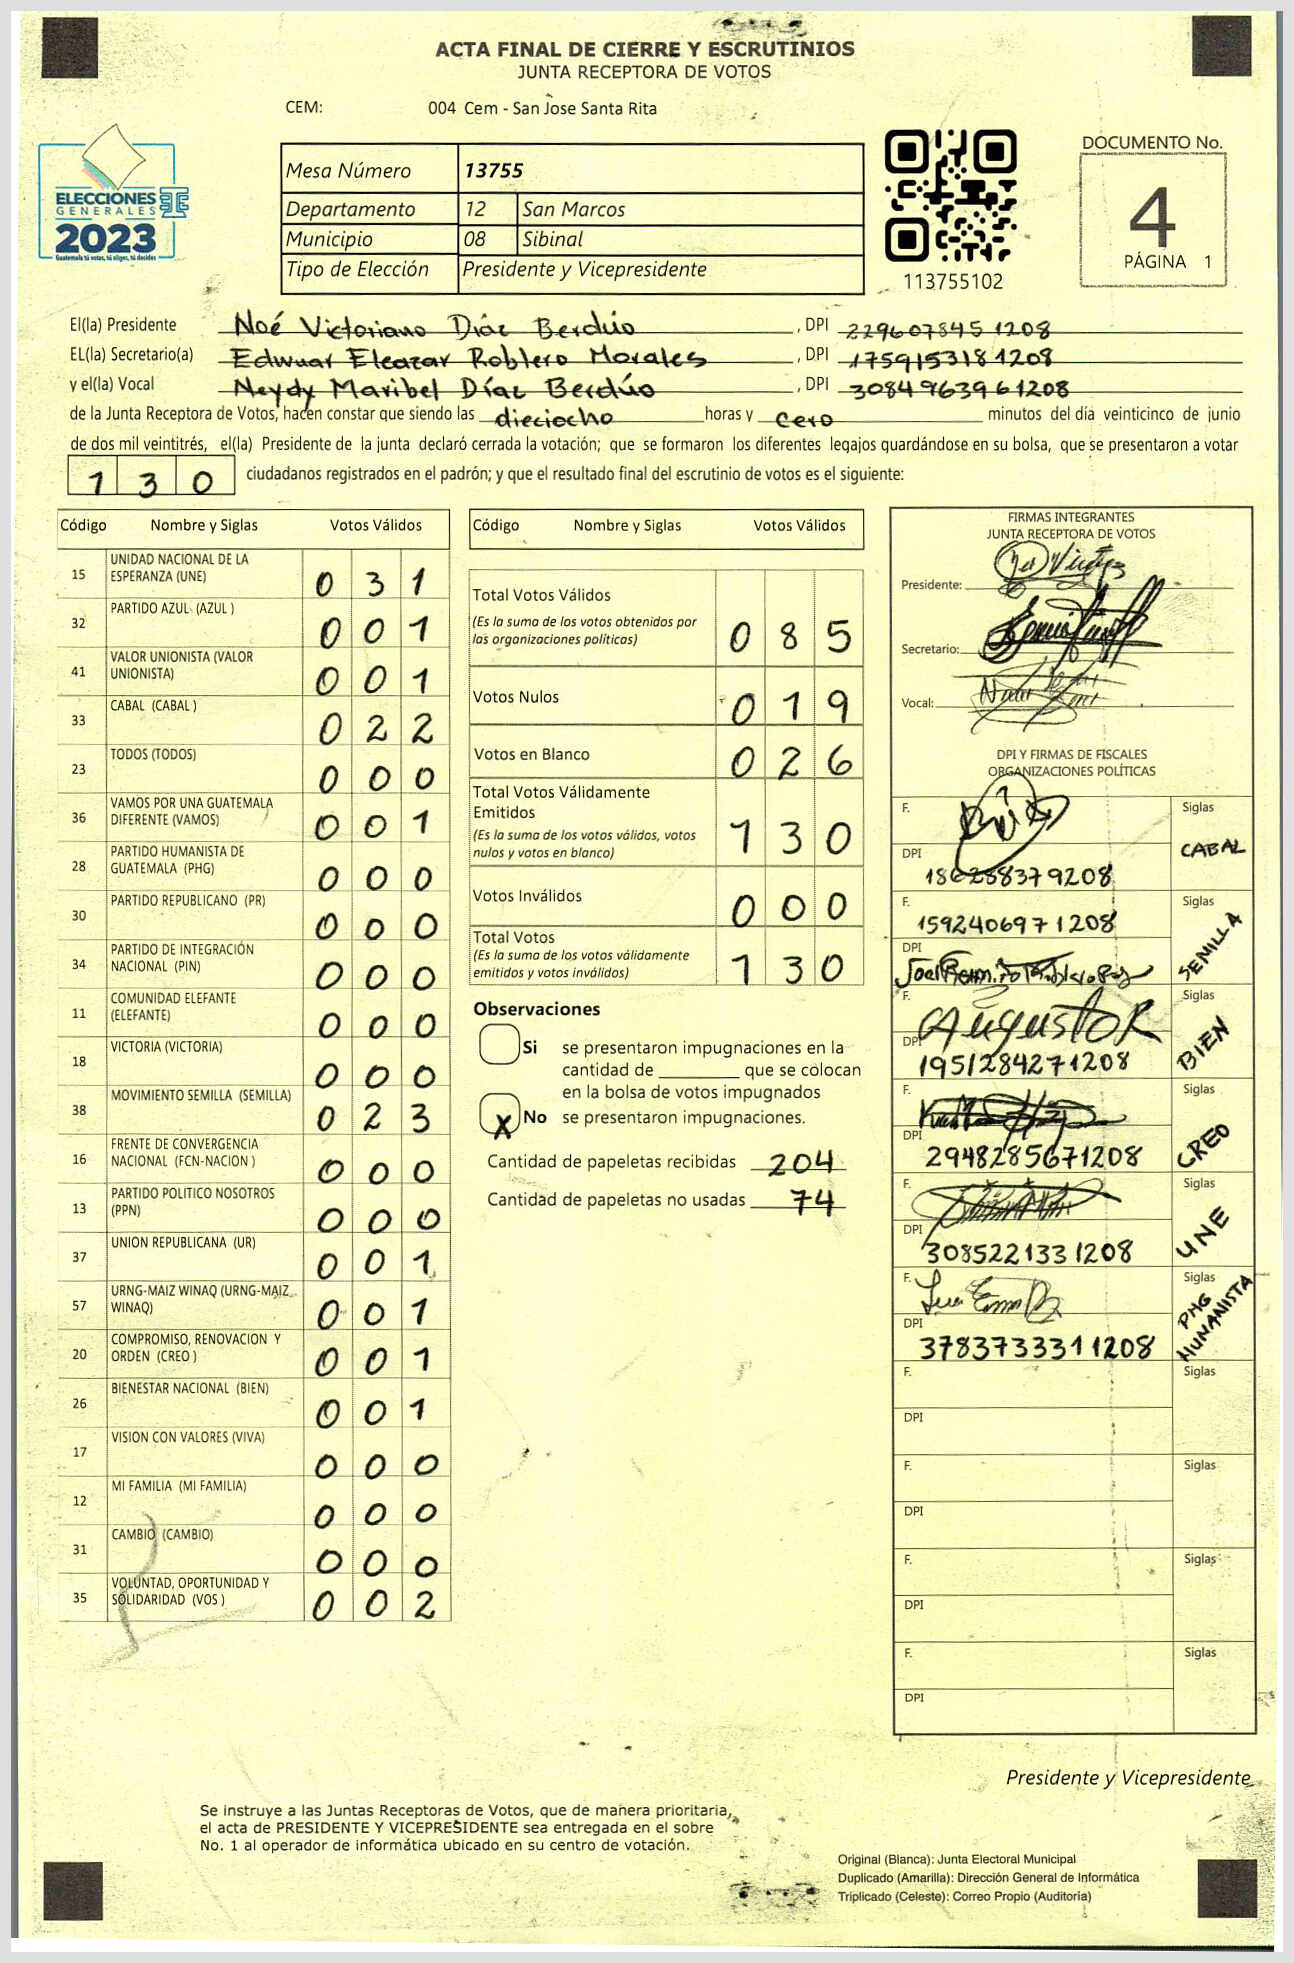 ACTA FINAL DE CIERRE Y ESCRUTINIOS
JUNTA RECEPTORA DE VOTOS
CEM: 004 Cem - San Jose Santa Rita
ELECCIONES
GENERALES
2023
Guatemala tú votas, tú eliges, tú decides
Mesa Número 13755
Departamento 12 San Marcos
Municipio 08 Sibinal
Tipo de Elección Presidente y Vicepresidente
113755102
DOCUMENTO No.
4
PÁGINA 1
El(la) Presidente Noé Victoriano Díaz Berdúo, DPI 229607845 1208
EL(la) Secretario(a) Edwuar Eleazar Roblero Morales, DPI 175915318 1208
y el(la) Vocal Neydy Maribel Díaz Berdúo, DPI 308496396 1208
de la Junta Receptora de Votos, hacen constar que siendo las dieciocho horas y cero minutos del día veinticinco de junio
de dos mil veintitrés, el(la) Presidente de la junta declaró cerrada la votación; que se formaron los diferentes legajos guardándose en su bolsa, que se presentaron a votar
130 ciudadanos registrados en el padrón; y que el resultado final del escrutinio de votos es el siguiente:
Código Nombre y Siglas Votos Válidos
15 UNIDAD NACIONAL DE LA ESPERANZA (UNE) 0 3 1
32 PARTIDO AZUL (AZUL ) 0 0 1
41 VALOR UNIONISTA (VALOR UNIONISTA) 0 0 1
33 CABAL (CABAL ) 0 2 2
23 TODOS (TODOS) 0 0 0
36 VAMOS POR UNA GUATEMALA DIFERENTE (VAMOS) 0 0 1
28 PARTIDO HUMANISTA DE GUATEMALA (PHG) 0 0 0
30 PARTIDO REPUBLICANO (PR) 0 0 0
34 PARTIDO DE INTEGRACIÓN NACIONAL (PIN) 0 0 0
11 COMUNIDAD ELEFANTE (ELEFANTE) 0 0 0
18 VICTORIA (VICTORIA) 0 0 0
38 MOVIMIENTO SEMILLA (SEMILLA) 0 2 3
16 FRENTE DE CONVERGENCIA NACIONAL (FCN-NACION ) 0 0 0
13 PARTIDO POLITICO NOSOTROS (PPN) 0 0 0
37 UNION REPUBLICANA (UR) 0 0 1
57 URNG-MAIZ WINAQ (URNG-MAIZ WINAQ) 0 0 1
20 COMPROMISO, RENOVACION Y ORDEN (CREO ) 0 0 1
26 BIENESTAR NACIONAL (BIEN) 0 0 1
17 VISION CON VALORES (VIVA) 0 0 0
12 MI FAMILIA (MI FAMILIA) 0 0 0
31 CAMBIO (CAMBIO) 0 0 0
35 VOLUNTAD, OPORTUNIDAD Y SOLIDARIDAD (VOS ) 0 0 2
Código Nombre y Siglas Votos Válidos
Total Votos Válidos
(Es la suma de los votos obtenidos por
las organizaciones políticas) 0 8 5
Votos Nulos 0 1 9
Votos en Blanco 0 2 6
Total Votos Válidamente
Emitidos
(Es la suma de los votos válidos, votos
nulos y votos en blanco) 1 3 0
Votos Inválidos 0 0 0
Total Votos
(Es la suma de los votos válidamente
emitidos y votos inválidos) 1 3 0
Observaciones
Si se presentaron impugnaciones en la
cantidad de ________ que se colocan
en la bolsa de votos impugnados
X No se presentaron impugnaciones.
Cantidad de papeletas recibidas 204
Cantidad de papeletas no usadas 74
FIRMAS INTEGRANTES
JUNTA RECEPTORA DE VOTOS
Presidente:
Secretario:
Vocal:
DPI Y FIRMAS DE FISCALES
ORGANIZACIONES POLÍTICAS
F. Siglas
CABAL
DPI
F. Siglas
159240697 1208
SEMILLA
DPI
F. Siglas
Augusto R
BIEN
DPI 1951284271208
F. Siglas
CREO
DPI 2948285671208
F. Siglas
UNE
DPI 308522133 1208
F. Siglas
PHG
HUNANISTA
DPI 3783733311208
F. Siglas
DPI
F. Siglas
DPI
F. Siglas
DPI
F. Siglas
DPI
Presidente y Vicepresidente
Se instruye a las Juntas Receptoras de Votos, que de manera prioritaria,
el acta de PRESIDENTE Y VICEPRESIDENTE sea entregada en el sobre
No. 1 al operador de informática ubicado en su centro de votación.
Original (Blanca): Junta Electoral Municipal
Duplicado (Amarilla): Dirección General de Informática
Triplicado (Celeste): Correo Propio (Auditoría)